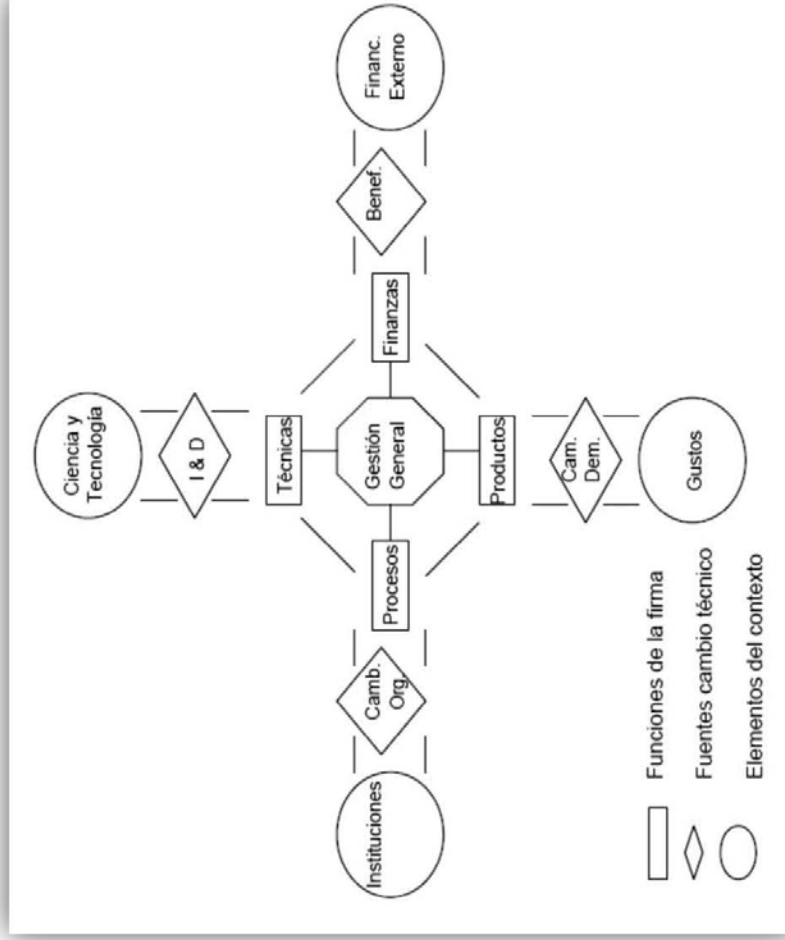 Ciencia y
Tecnología
I & D
Técnicas
Instituciones
Camb.
Org.
Procesos
Gestión
General
Finanzas
Benef.
Financ.
Externo
Productos
Cam.
Dem.
Gustos
Funciones de la firma
Fuentes cambio técnico
Elementos del contexto